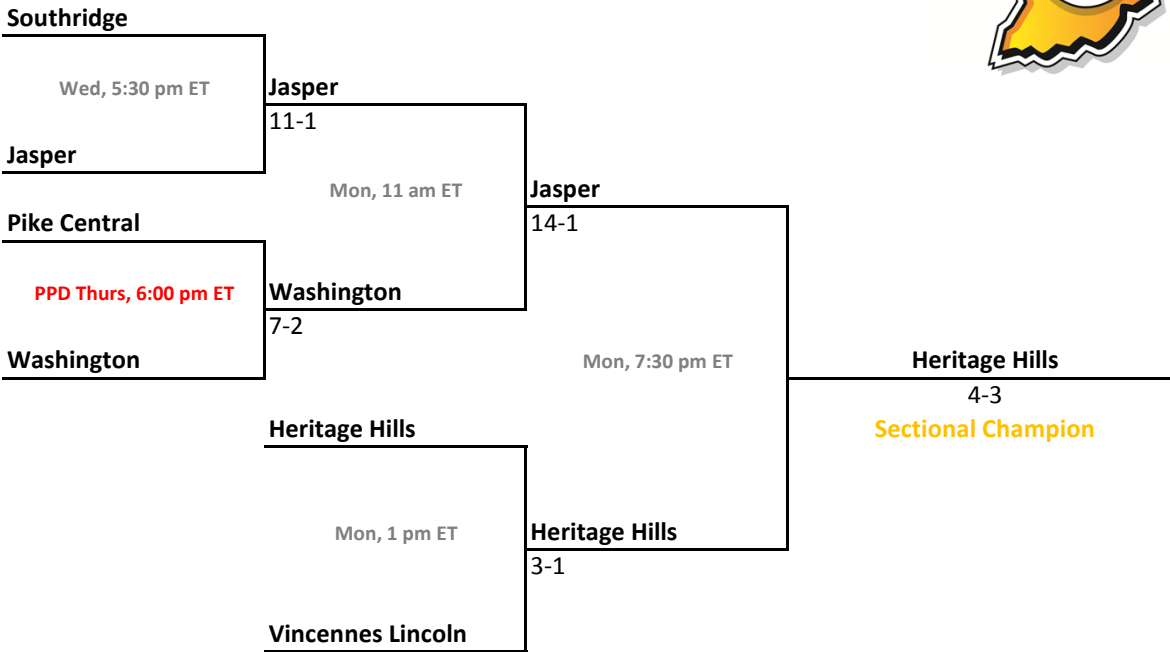 Southridge
Wed, 5:30 pm ET
Jasper
11-1
Jasper
Mon, 11 am ET
Jasper
14-1
Pike Central
PPD Thurs, 6:00 pm ET
Washington
7-2
Washington
Mon, 7:30 pm ET
Heritage Hills
4-3
Sectional Champion
Heritage Hills
Mon, 1 pm ET
Heritage Hills
3-1
Vincennes Lincoln